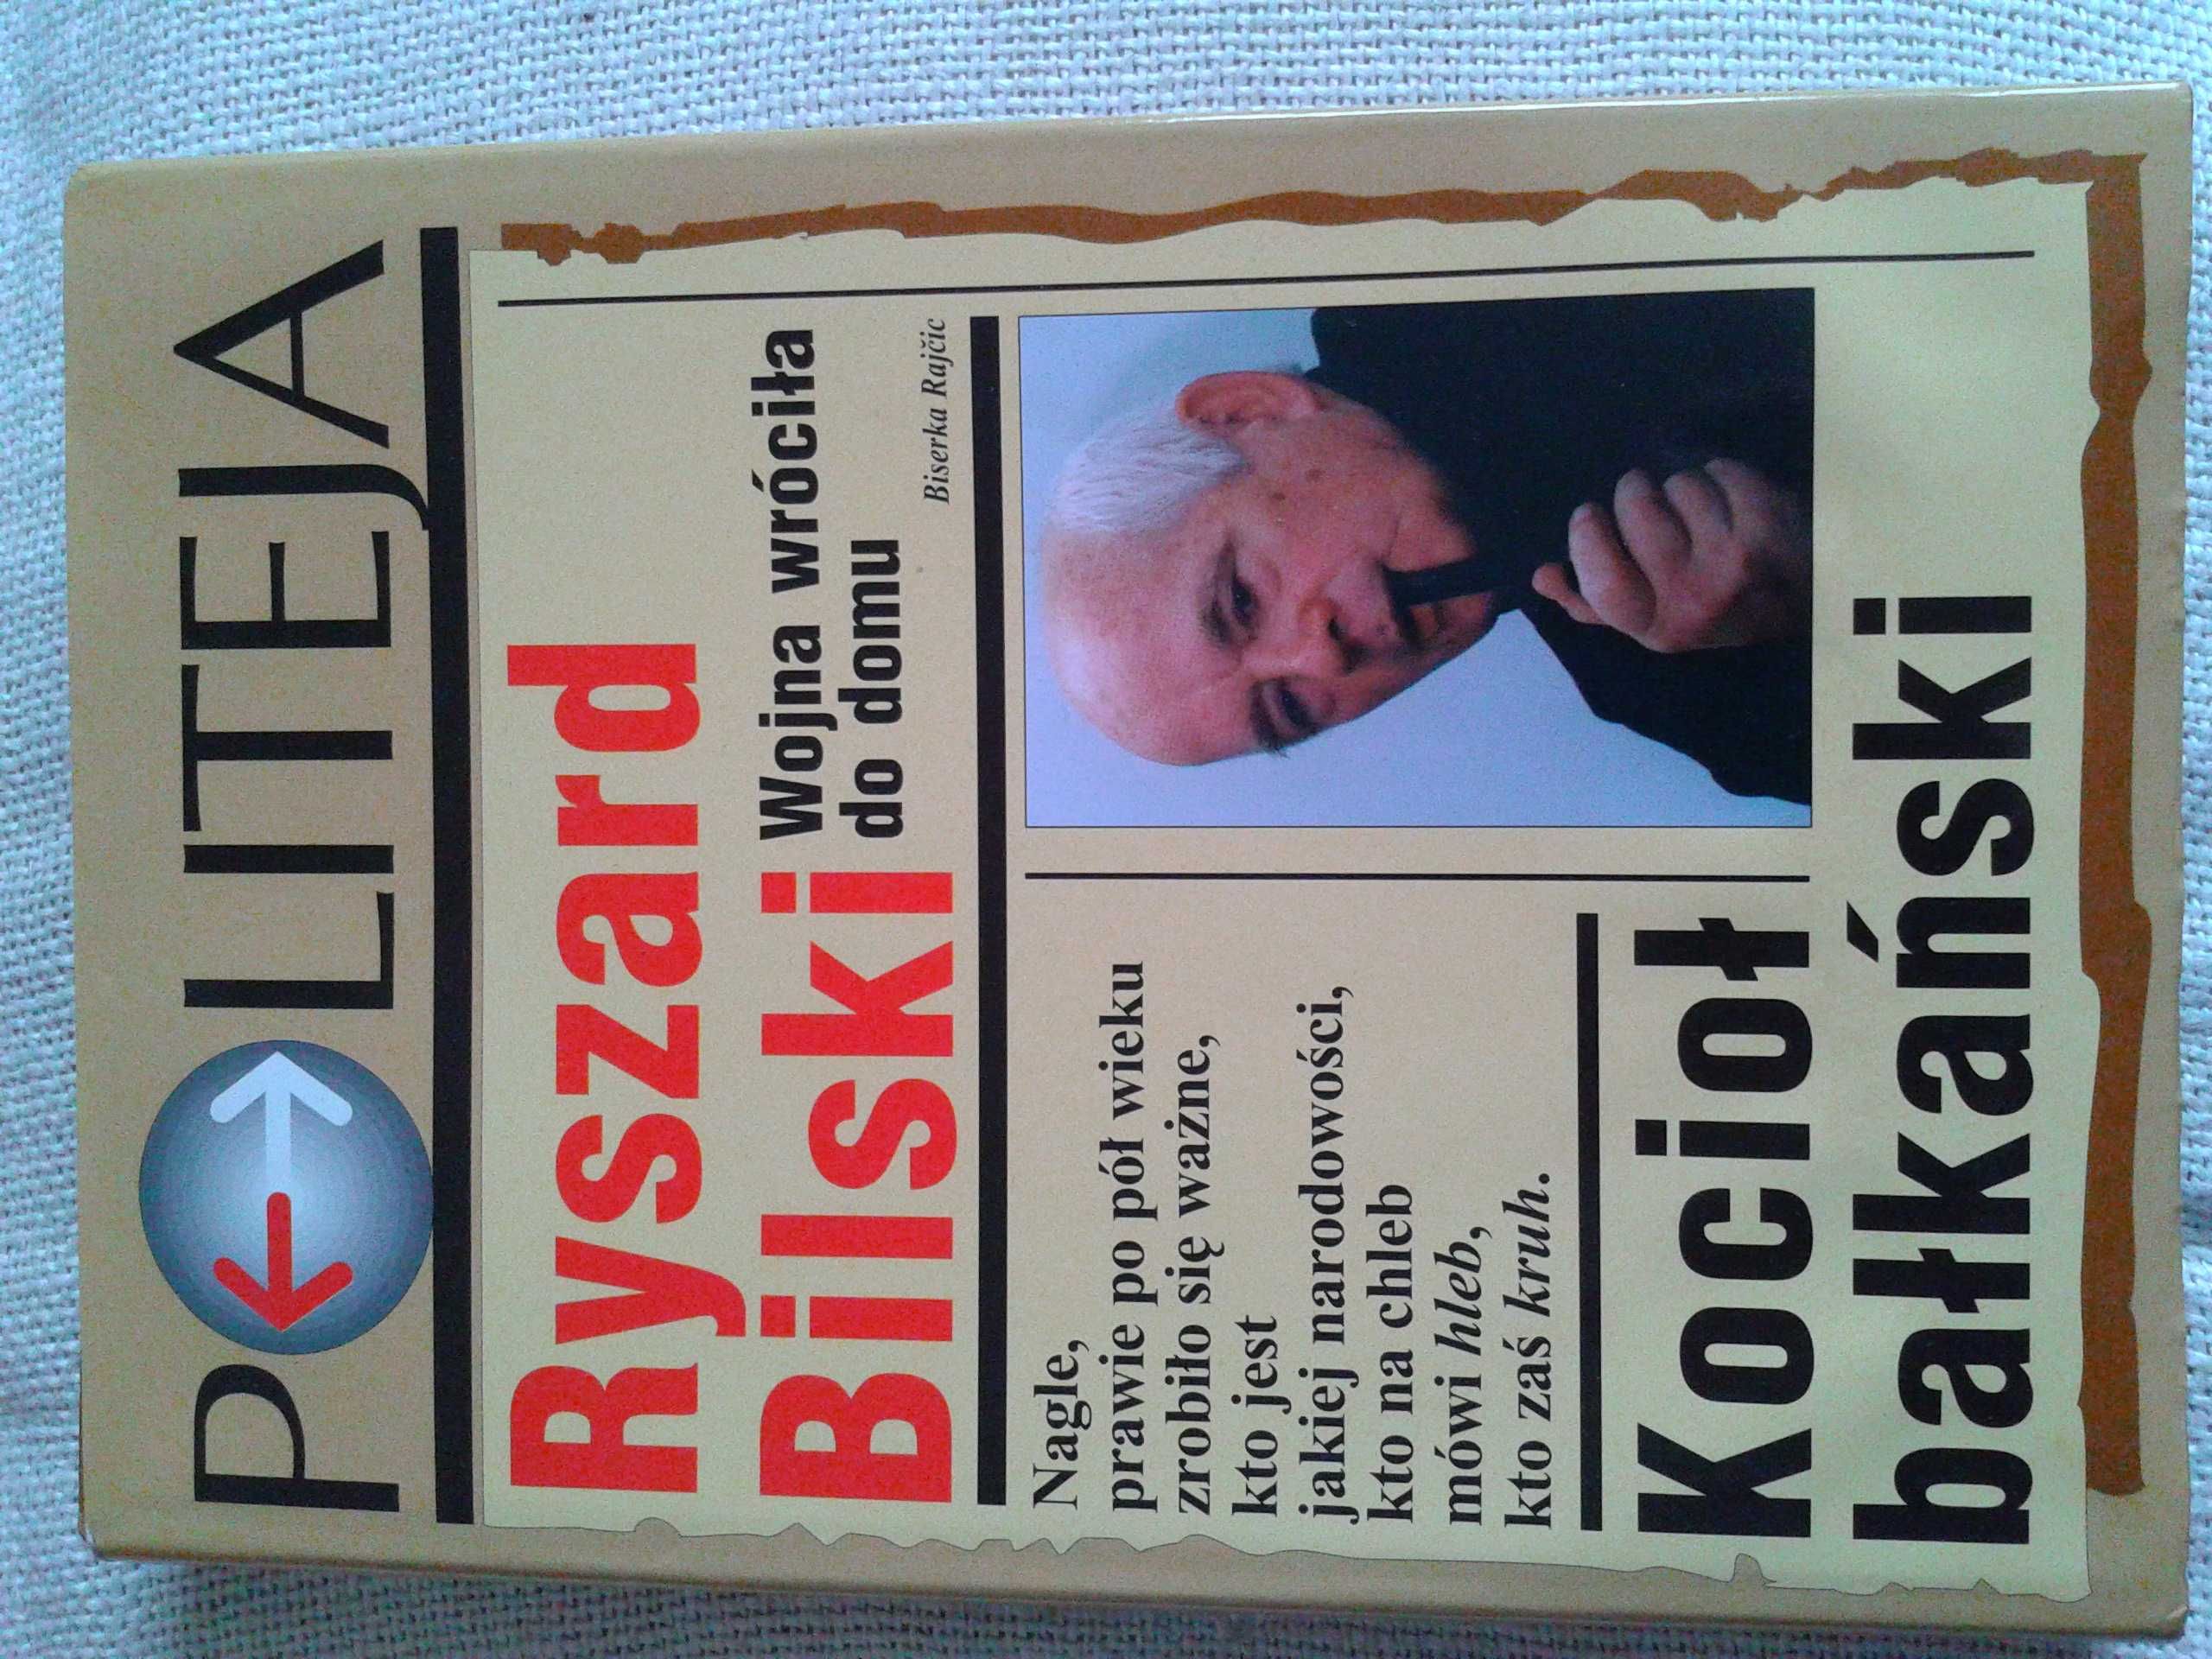 POLITEJA
Ryszard
Bilski
Wojna wróciła
do domu
Biserka Rajčic
Nagle,
prawie po pół wieku
zrobiło się ważne,
kto jest
jakiej narodowości,
kto na chleb
mówi hleb,
kto zaś kruh.
Kocioł
bałkański